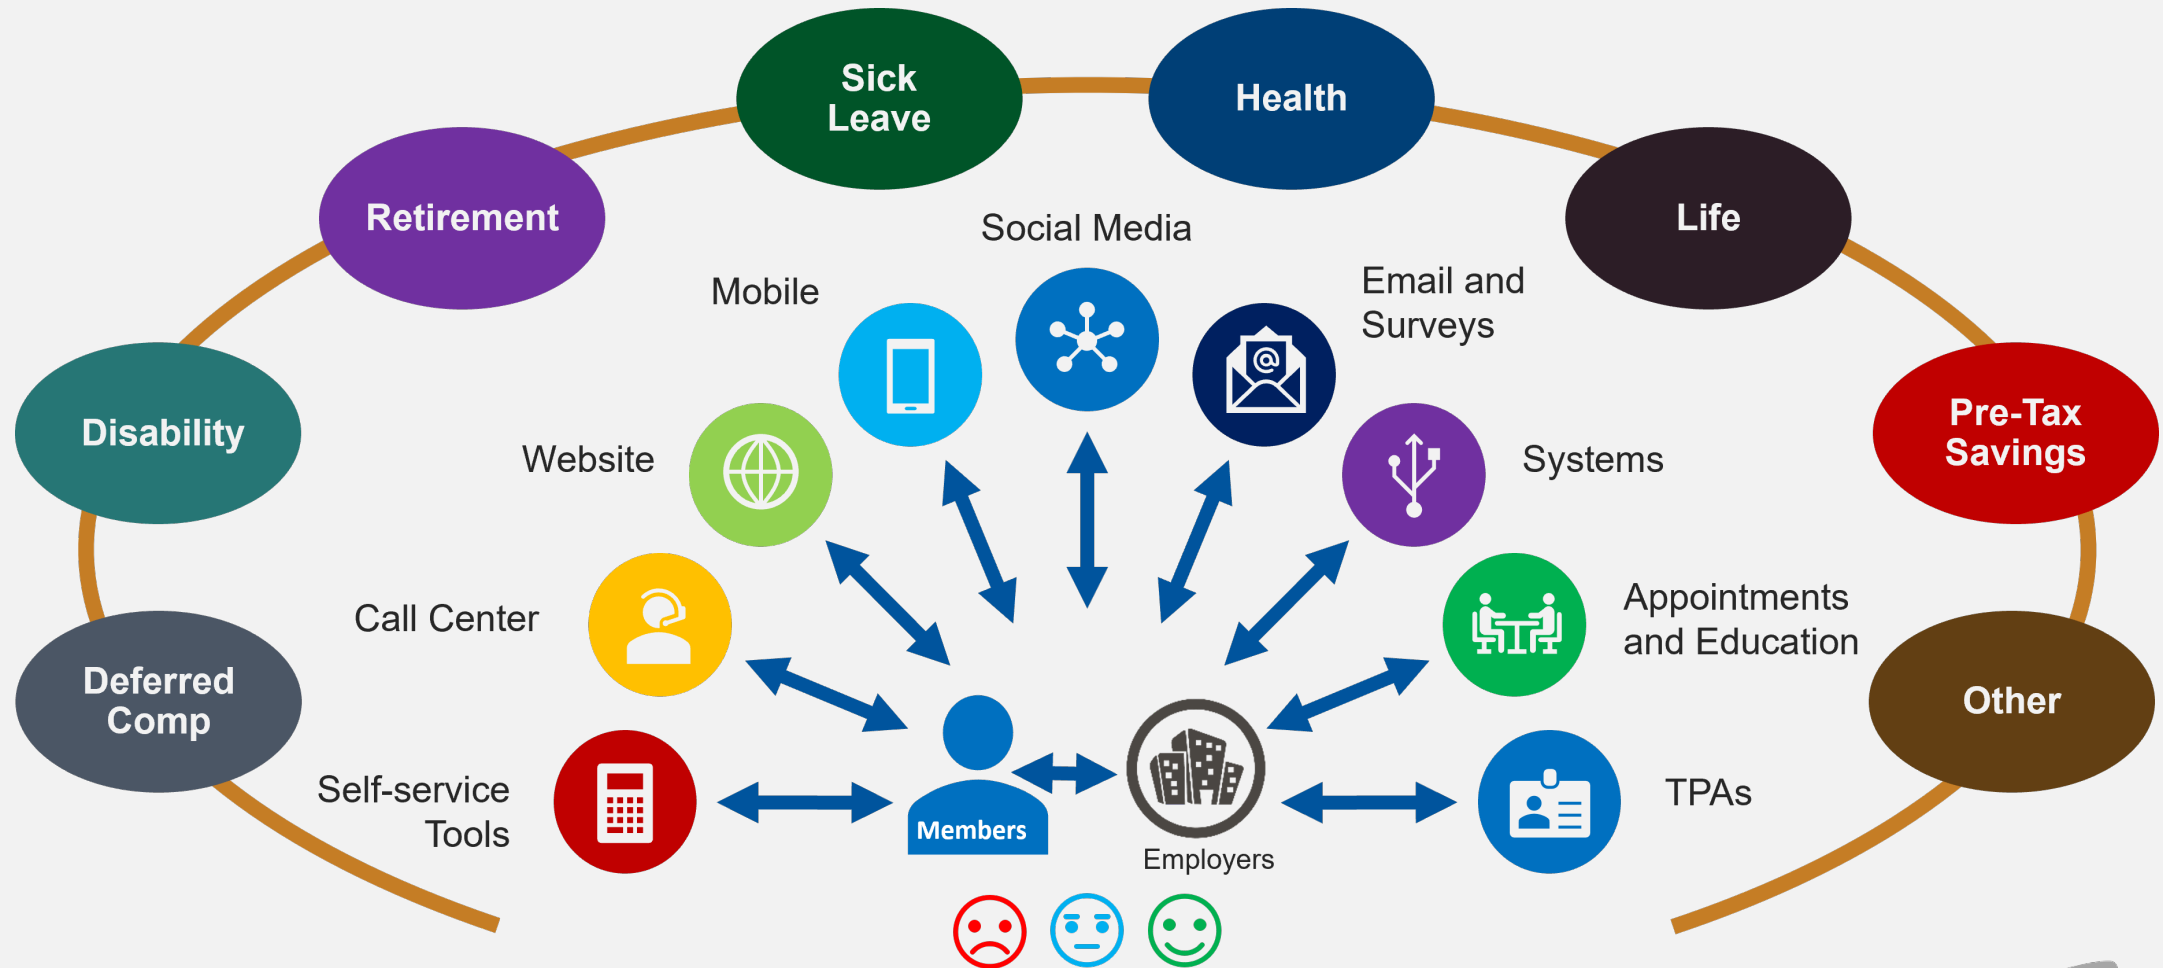 Sick
Leave
Health
Retirement
Life
Social Media
Mobile
Email and
Surveys
Disability
Pre-Tax
Savings
Website
Systems
Call Center
Appointments
and Education
Deferred
Comp
Other
Self-service
Tools
TPAs
@
Members
Employers